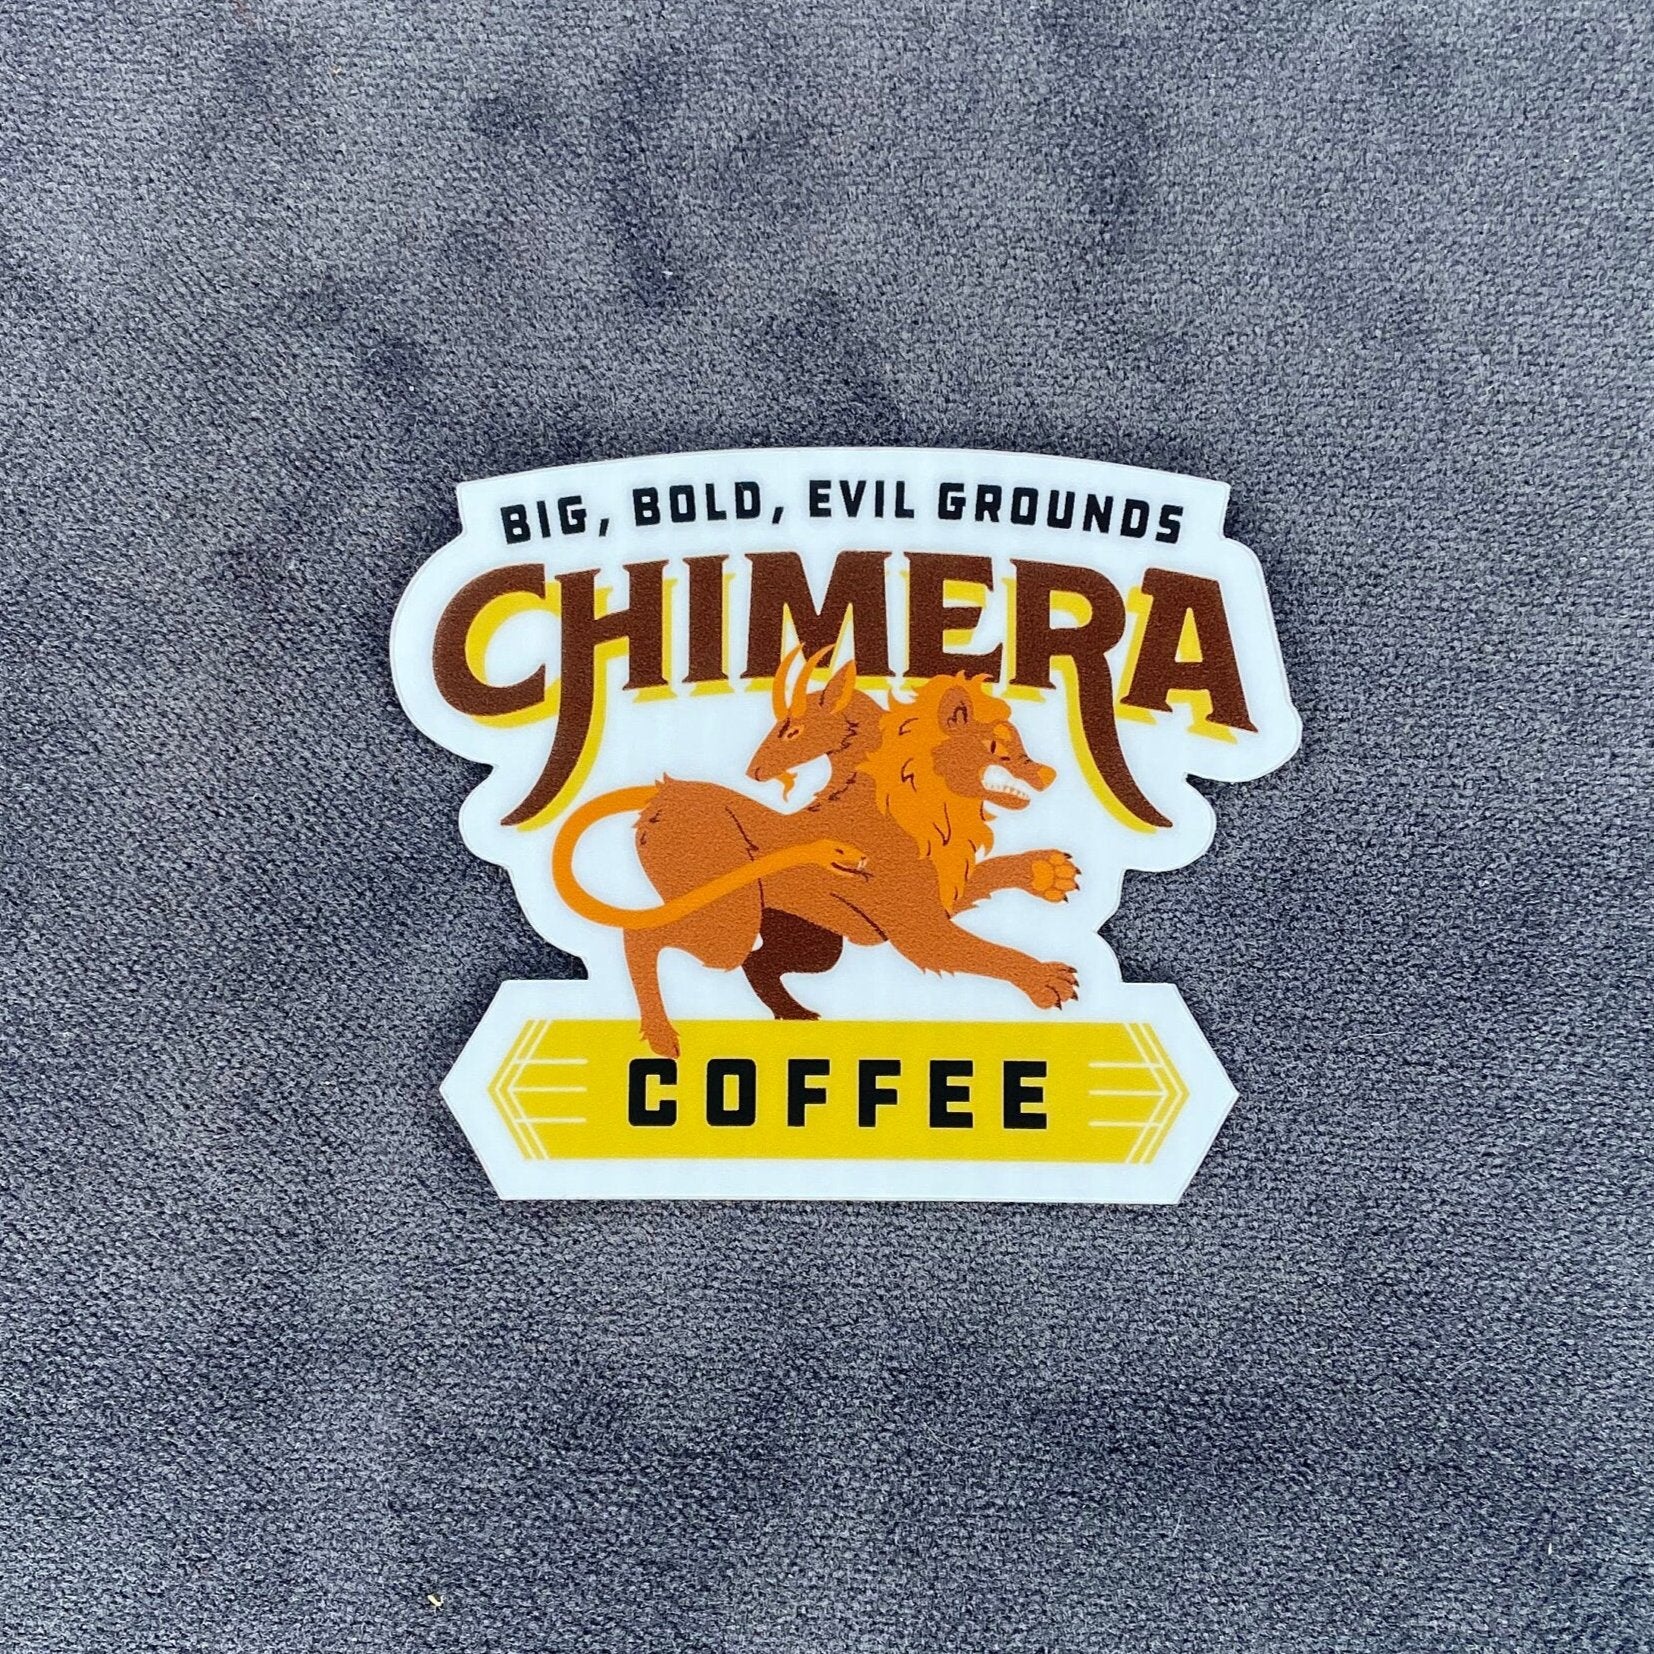 BIG, BOLD, EVIL GROUNDS
CHIMERA
COFFEE